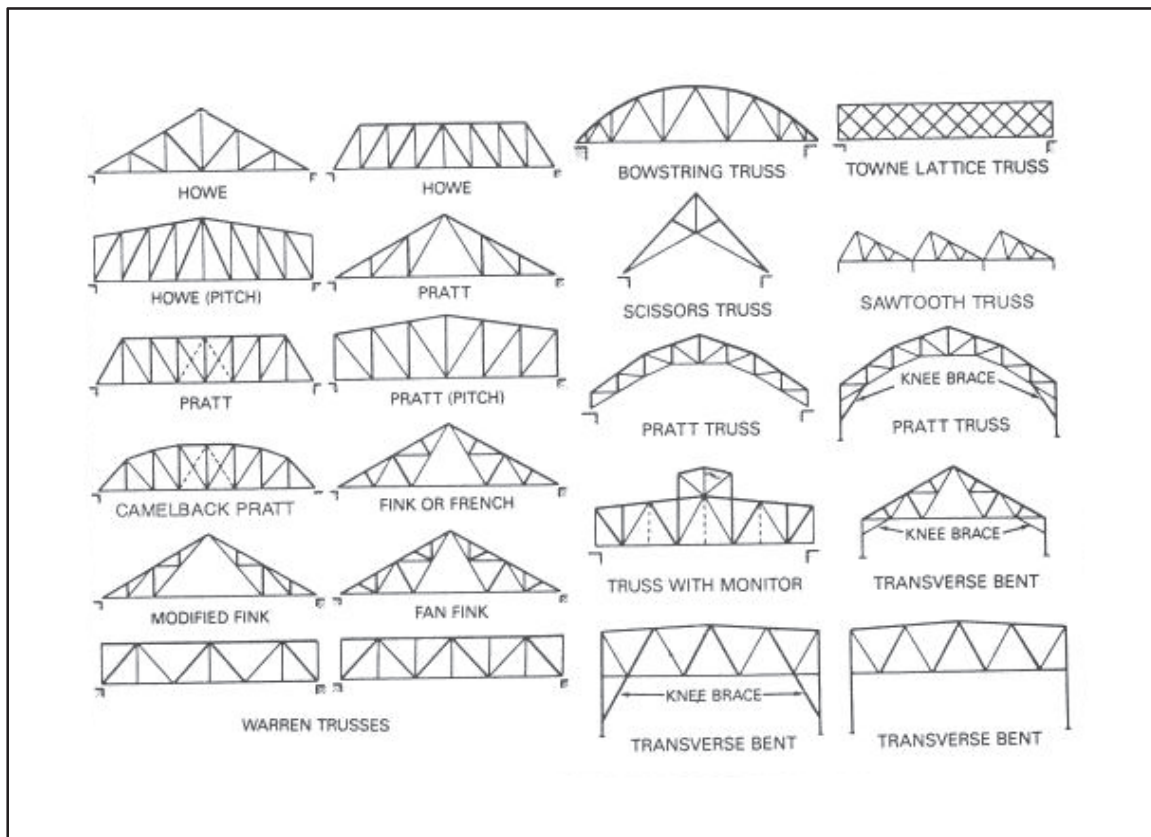 HOWE
HOWE
HOWE (PITCH)
PRATT
PRATT
PRATT (PITCH)
CAMELBACK PRATT
FINK OR FRENCH
MODIFIED FINK
FAN FINK
WARREN TRUSSES
BOWSTRING TRUSS
TOWNE LATTICE TRUSS
SCISSORS TRUSS
SAWTOOTH TRUSS
PRATT TRUSS
KNEE BRACE
PRATT TRUSS
TRUSS WITH MONITOR
KNEE BRACE
TRANSVERSE BENT
KNEE BRACE
TRANSVERSE BENT
TRANSVERSE BENT